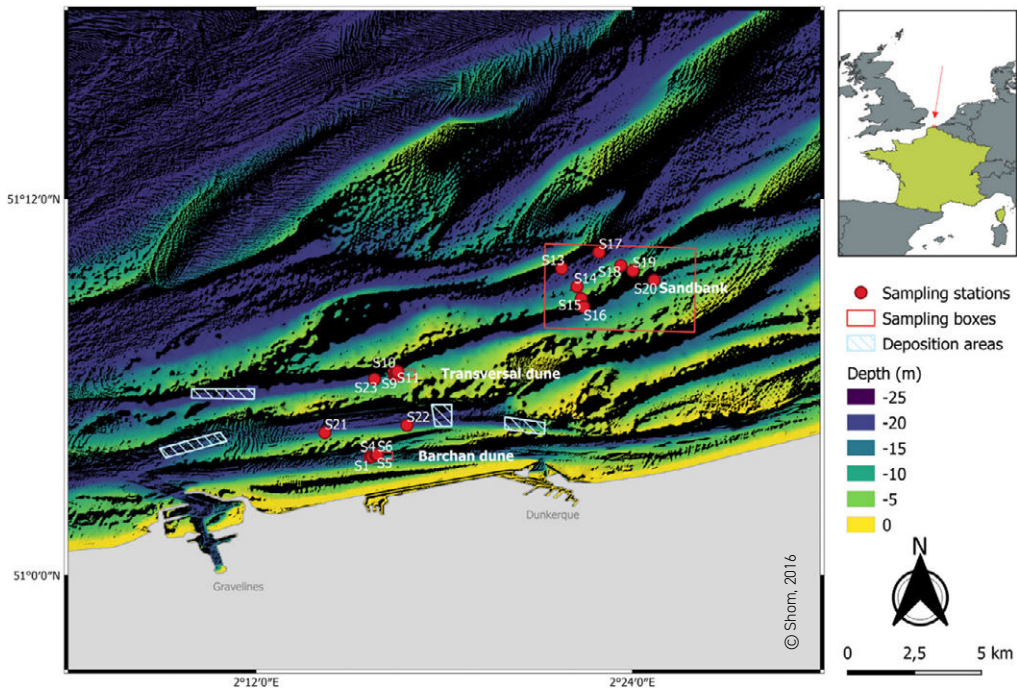 51°12'0"N
51°0'0"N
2°12'0"E
2°24'0"E
S17
S13
S18
S19
S14
S20
Sandbank
S15
S16
S10
S11
S23
S9
Transversal dune
S21
S22
S4
S6
S1
S5
Barchan dune
Dunkerque
Gravelines
© Shom, 2016
Sampling stations
Sampling boxes
Deposition areas
Depth (m)
-25
-20
-15
-10
-5
0
N
0
2,5
5 km